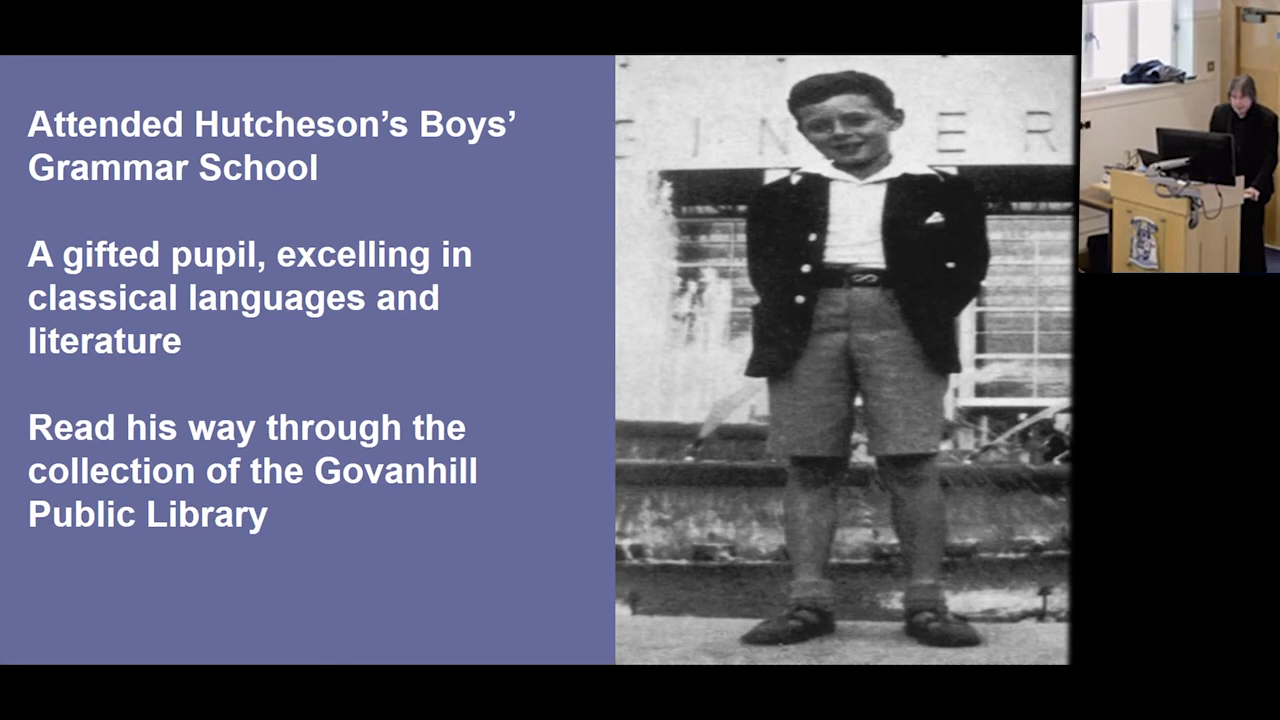 Attended Hutcheson’s Boys’
Grammar School
A gifted pupil, excelling in
classical languages and
literature
Read his way through the
collection of the Govanhill
Public Library